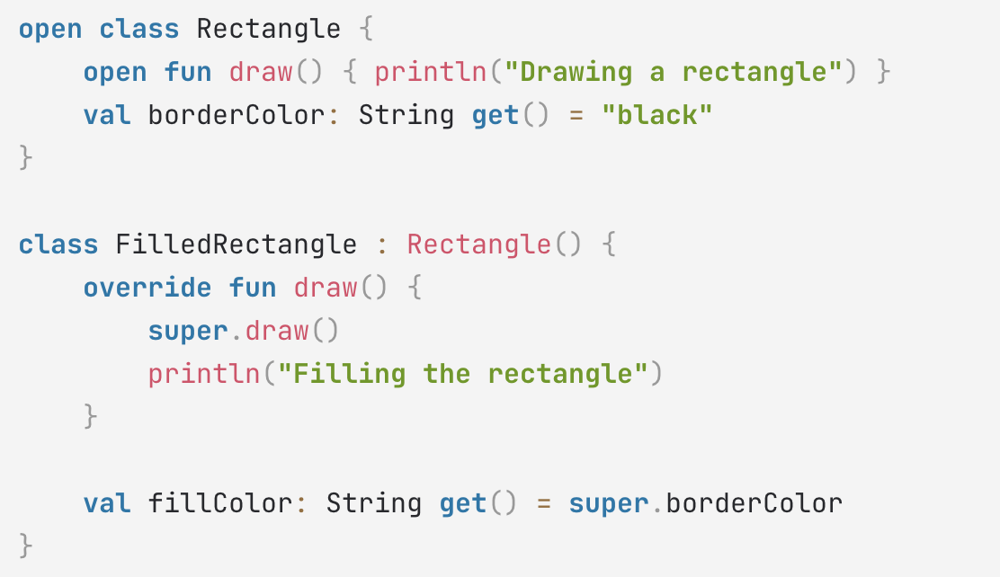 open class Rectangle {
    open fun draw() { println("Drawing a rectangle") }
    val borderColor: String get() = "black"
}

class FilledRectangle : Rectangle() {
    override fun draw() {
        super.draw()
        println("Filling the rectangle")
    }

    val fillColor: String get() = super.borderColor
}